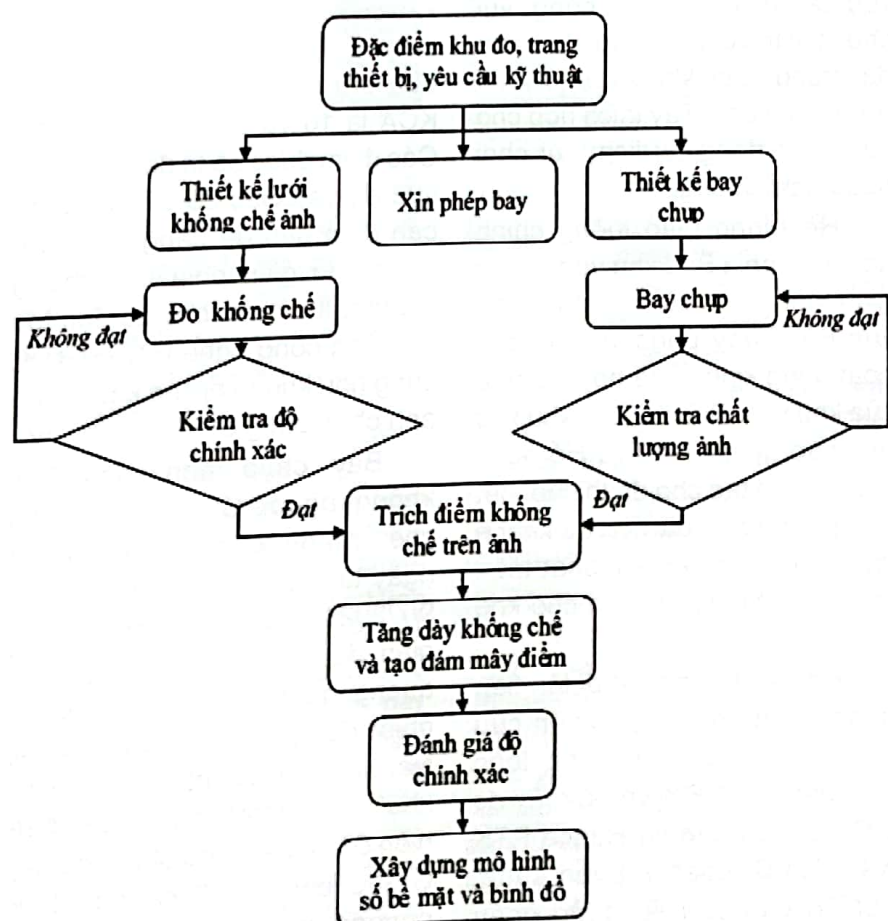 Đặc điểm khu đo, trang
thiết bị, yêu cầu kỹ thuật
Thiết kế lưới
khống chế ảnh
Xin phép bay
Thiết kế bay
chụp
Đo khống chế
Bay chụp
Không đạt
Không đạt
Kiểm tra độ
chính xác
Kiểm tra chất
lượng ảnh
Đạt
Đạt
Trích điểm khống
chế trên ảnh
Tăng dày khống chế
và tạo đám mây điểm
Đánh giá độ
chính xác
Xây dựng mô hình
số bề mặt và bình đồ